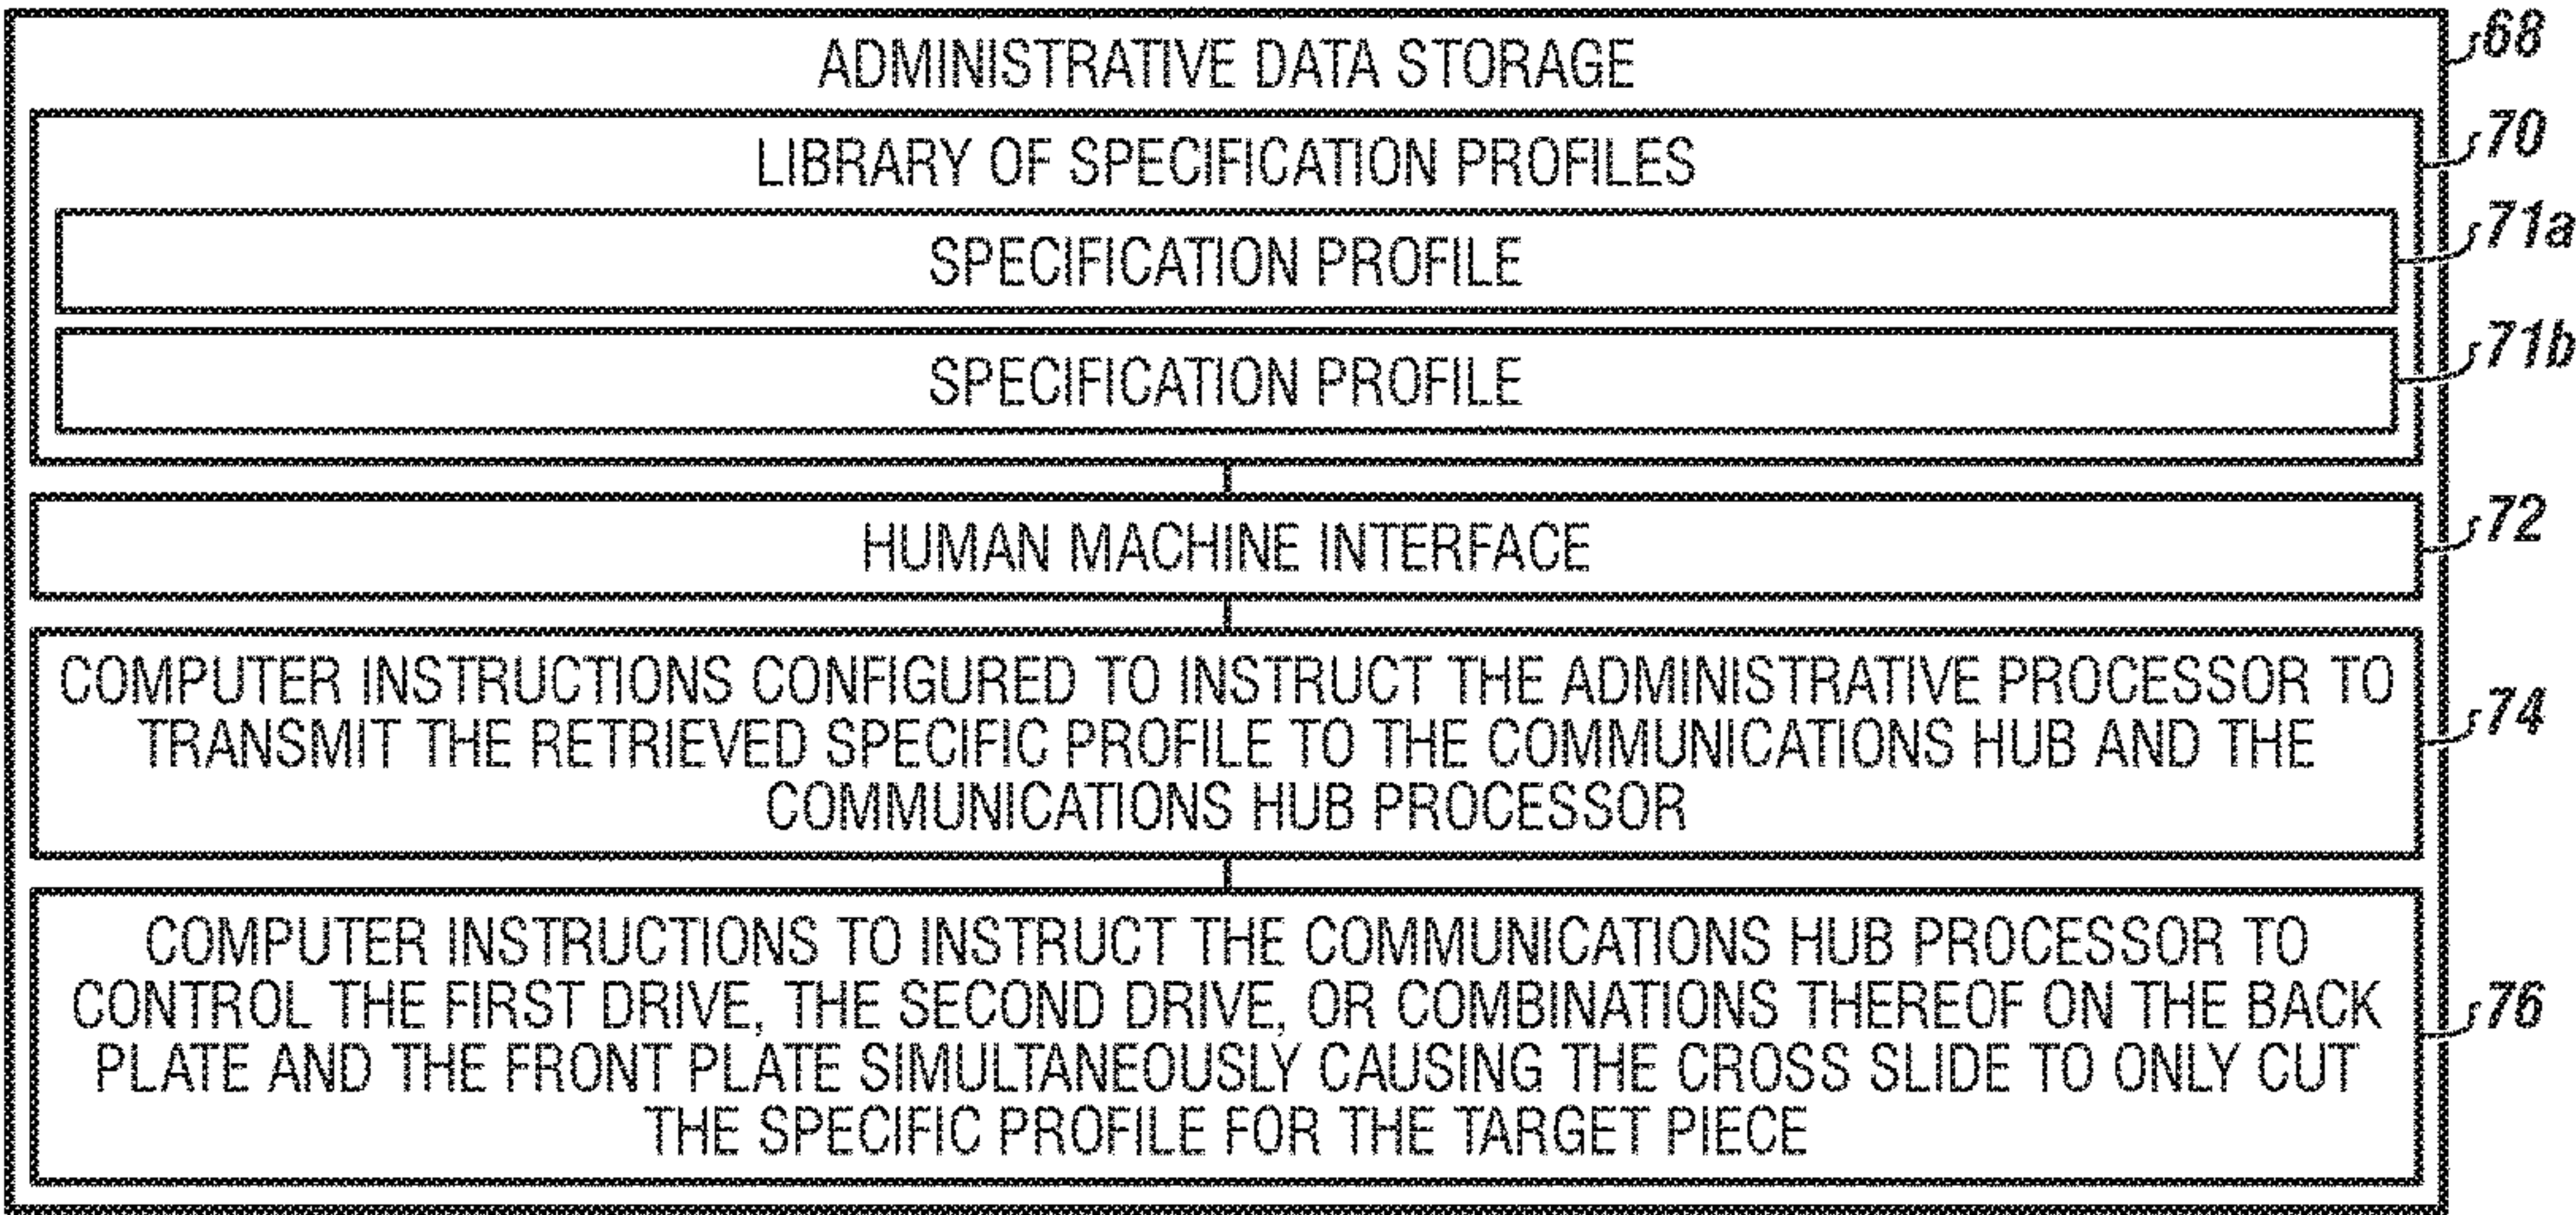 ADMINISTRATIVE DATA STORAGE
68
LIBRARY OF SPECIFICATION PROFILES
70
SPECIFICATION PROFILE
71a
SPECIFICATION PROFILE
71b
HUMAN MACHINE INTERFACE
72
COMPUTER INSTRUCTIONS CONFIGURED TO INSTRUCT THE ADMINISTRATIVE PROCESSOR TO
TRANSMIT THE RETRIEVED SPECIFIC PROFILE TO THE COMMUNICATIONS HUB AND THE
COMMUNICATIONS HUB PROCESSOR
74
COMPUTER INSTRUCTIONS TO INSTRUCT THE COMMUNICATIONS HUB PROCESSOR TO
CONTROL THE FIRST DRIVE, THE SECOND DRIVE, OR COMBINATIONS THEREOF ON THE BACK
PLATE AND THE FRONT PLATE SIMULTANEOUSLY CAUSING THE CROSS SLIDE TO ONLY CUT
THE SPECIFIC PROFILE FOR THE TARGET PIECE
76